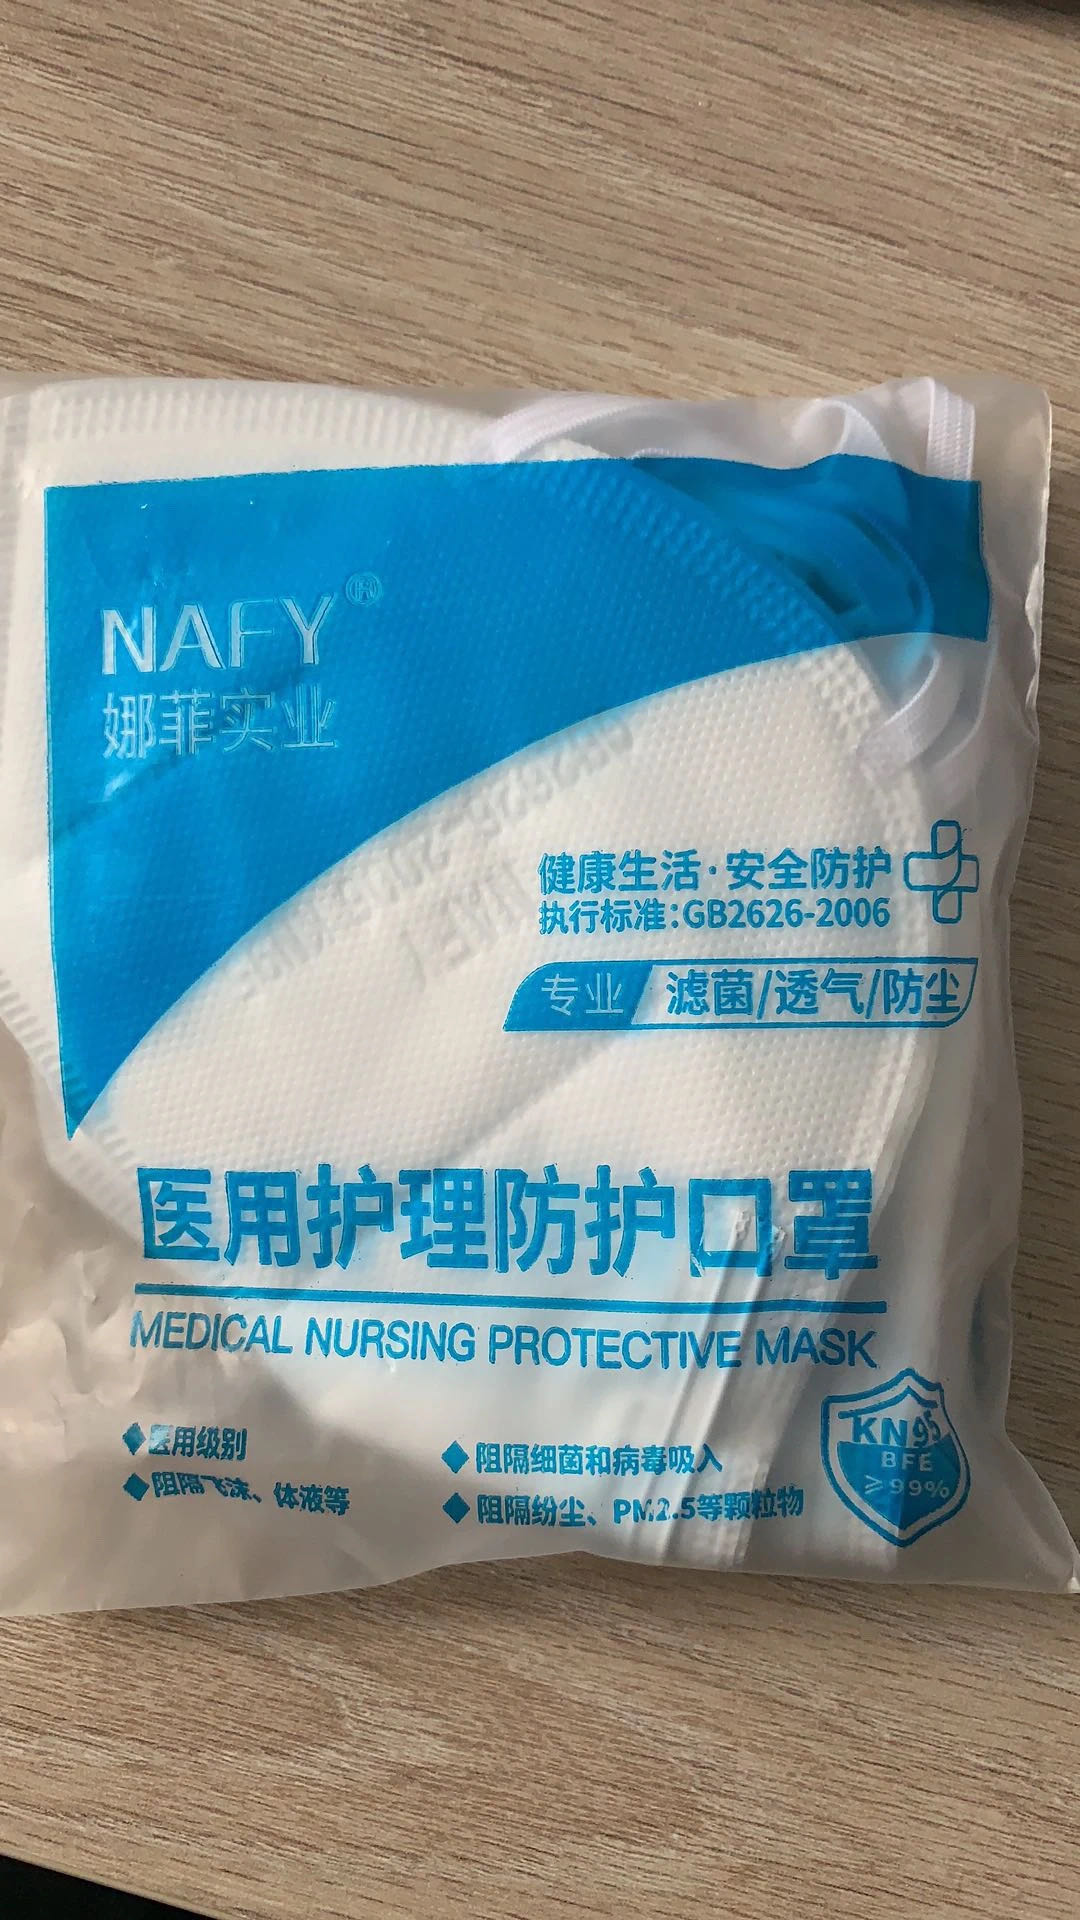 NAFY®
娜菲实业
健康生活·安全防护
执行标准:GB2626-2006
专业 滤菌/透气/防尘
医用护理防护口罩
MEDICAL NURSING PROTECTIVE MASK
◆医用级别
◆阻隔飞沫、体液等
◆阻隔细菌和病毒吸入
◆阻隔纷尘、PM2.5等颗粒物
KN95
BFE
≥99%